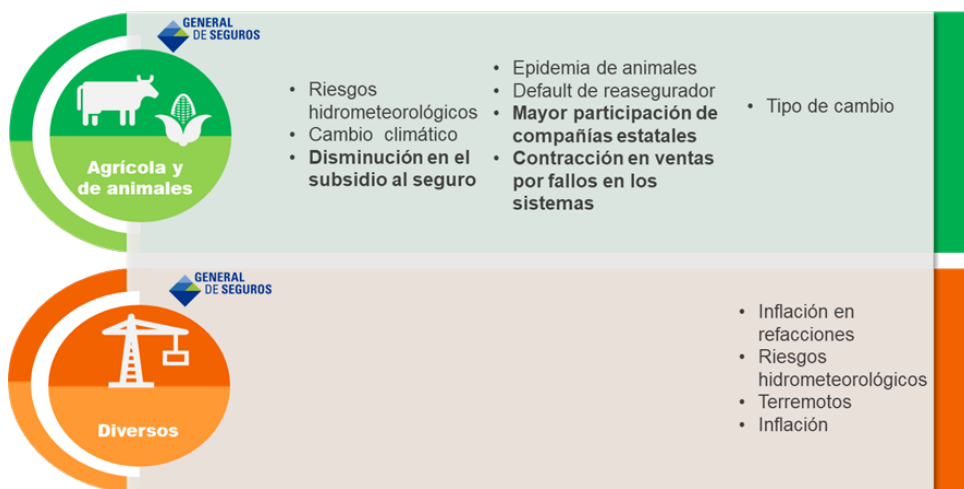 GENERAL
DE SEGUROS
Agrícola y
de animales
• Riesgos
hidrometeorológicos
• Cambio climático
• Disminución en el
subsidio al seguro
• Epidemia de animales
• Default de reasegurador
• Mayor participación de
compañías estatales
• Contracción en ventas
por fallos en los
sistemas
• Tipo de cambio
GENERAL
DE SEGUROS
Diversos
• Inflación en
refacciones
• Riesgos
hidrometeorológicos
• Terremotos
• Inflación